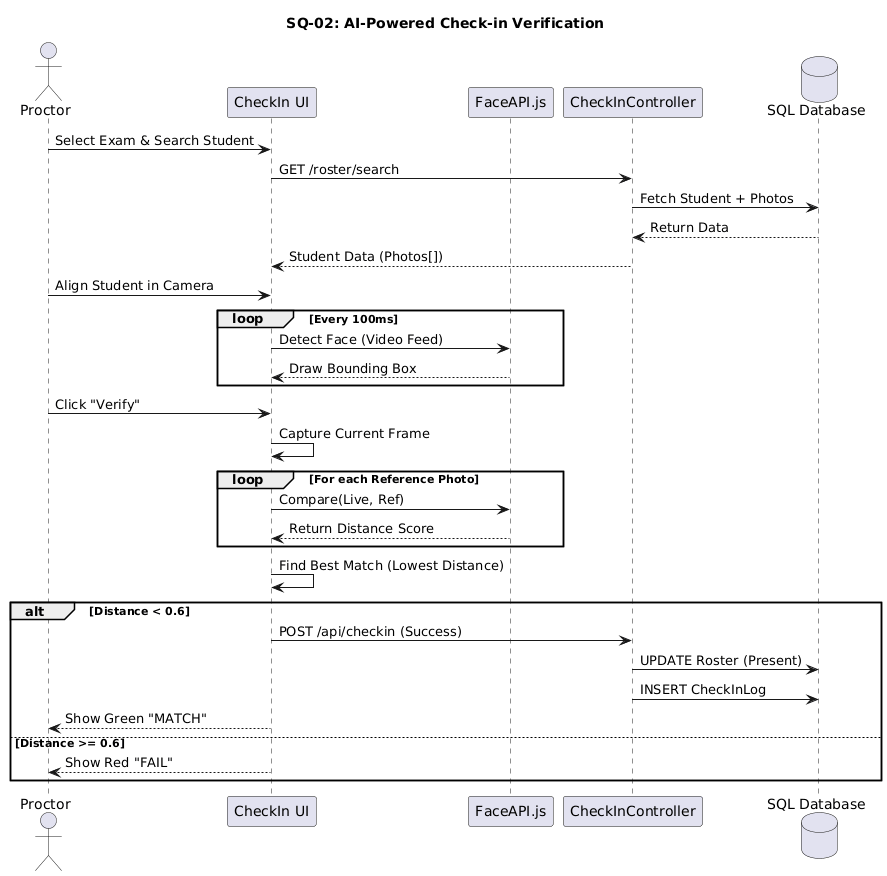 SQ-02: AI-Powered Check-in Verification
Proctor
CheckIn UI
FaceAPI.js
CheckInController
SQL Database
Select Exam & Search Student
GET /roster/search
Fetch Student + Photos
Return Data
Student Data (Photos[])
Align Student in Camera
loop [Every 100ms]
Detect Face (Video Feed)
Draw Bounding Box
Click "Verify"
Capture Current Frame
loop [For each Reference Photo]
Compare(Live, Ref)
Return Distance Score
Find Best Match (Lowest Distance)
alt [Distance < 0.6]
POST /api/checkin (Success)
UPDATE Roster (Present)
INSERT CheckInLog
Show Green "MATCH"
[Distance >= 0.6]
Show Red "FAIL"
Proctor
CheckIn UI
FaceAPI.js
CheckInController
SQL Database